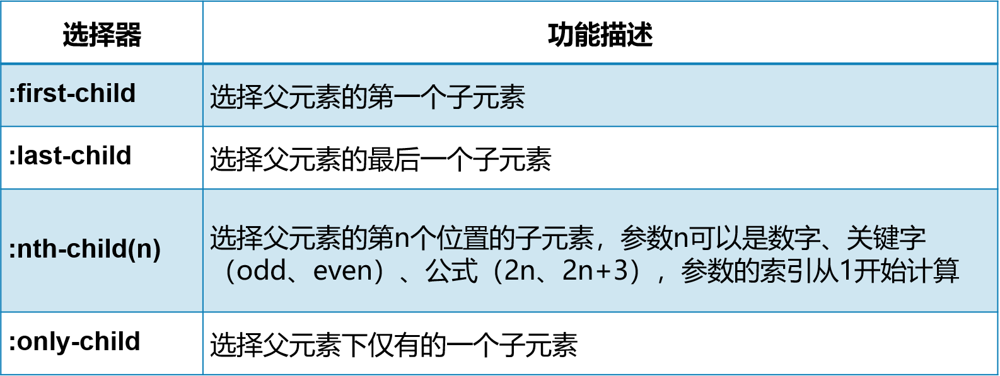 选择器
功能描述
:first-child
选择父元素的第一个子元素
:last-child
选择父元素的最后一个子元素
:nth-child(n)
选择父元素的第n个位置的子元素，参数n可以是数字、关键字
（odd、even）、公式（2n、2n+3），参数的索引从1开始计算
:only-child
选择父元素下仅有的一个子元素